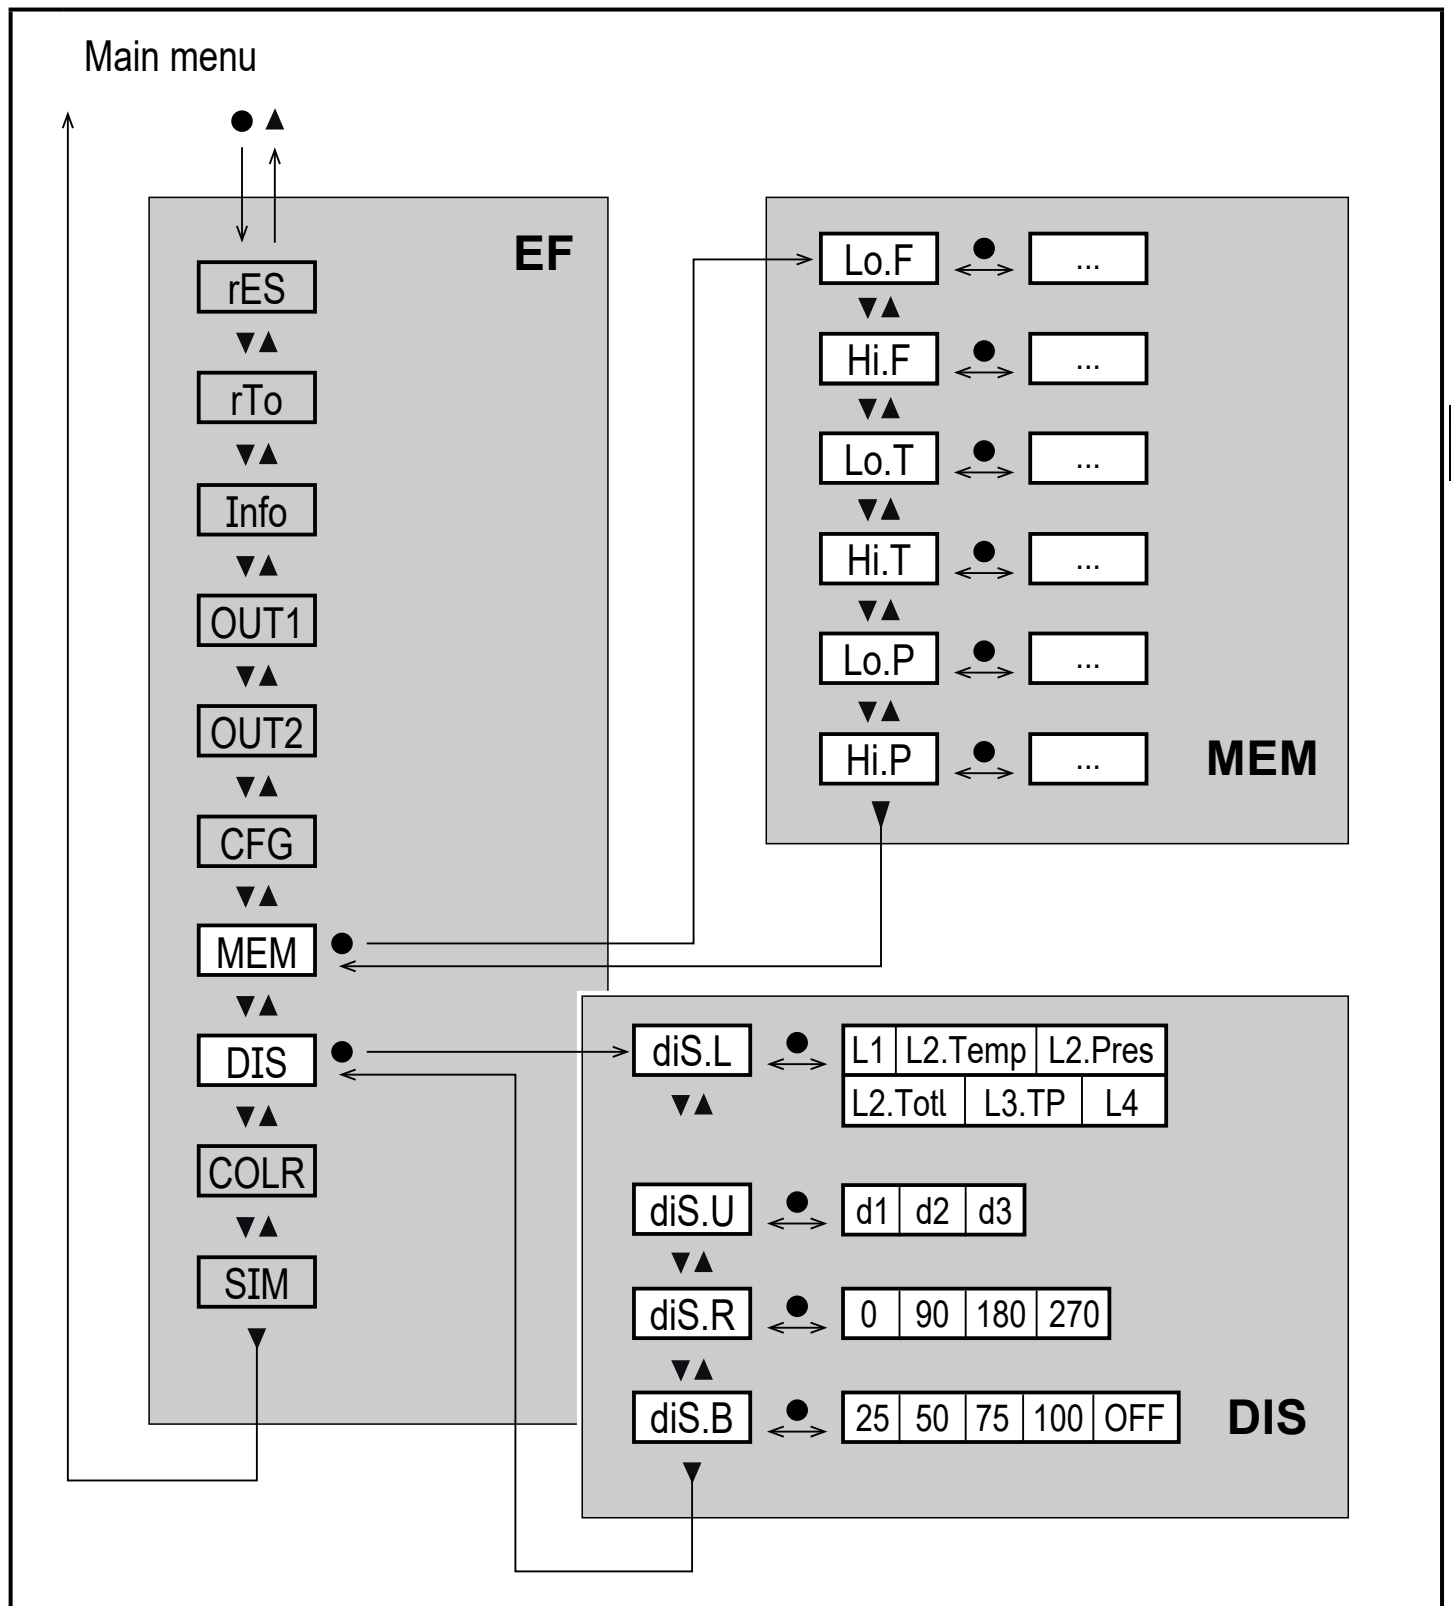 Main menu
EF
rES
rTo
Info
OUT1
OUT2
CFG
MEM
DIS
COLR
SIM
Lo.F ...
Hi.F ...
Lo.T ...
Hi.T ...
Lo.P ...
Hi.P ...
MEM
diS.L L1 L2.Temp L2.Pres
L2.Totl L3.TP L4
diS.U d1 d2 d3
diS.R 0 90 180 270
diS.B 25 50 75 100 OFF
DIS